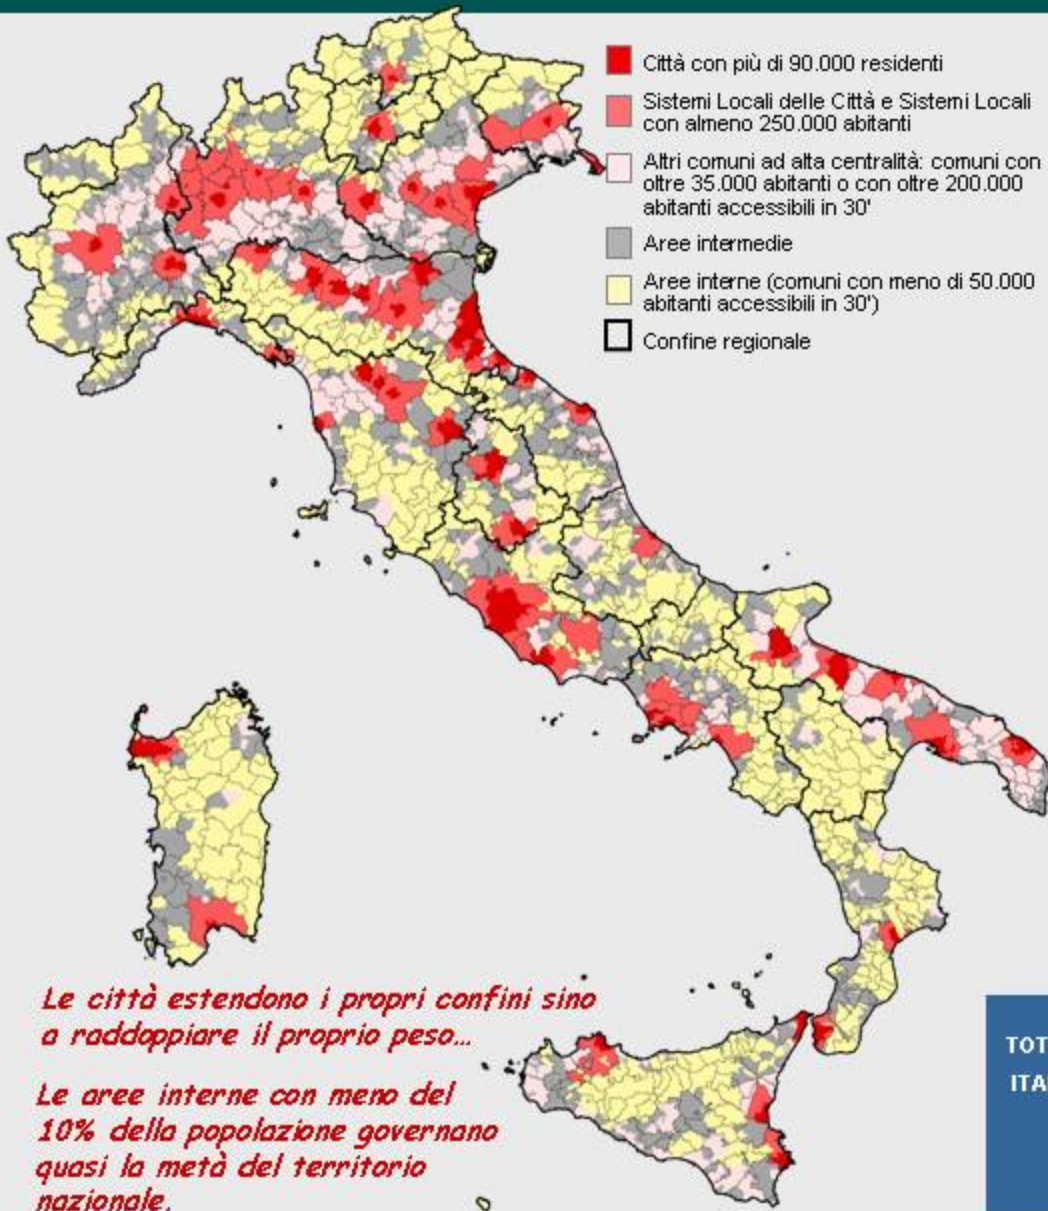 Città con più di 90.000 residenti
Sistemi Locali delle Città e Sistemi Locali
con almeno 250.000 abitanti
Altri comuni ad alta centralità: comuni con
oltre 35.000 abitanti o con oltre 200.000
abitanti accessibili in 30'
Aree intermedie
Aree interne (comuni con meno di 50.000
abitanti accessibili in 30')
Confine regionale
Le città estendono i propri confini sino
a raddoppiare il proprio peso...
Le aree interne con meno del
10% della popolazione governano
quasi la metà del territorio
nazionale.